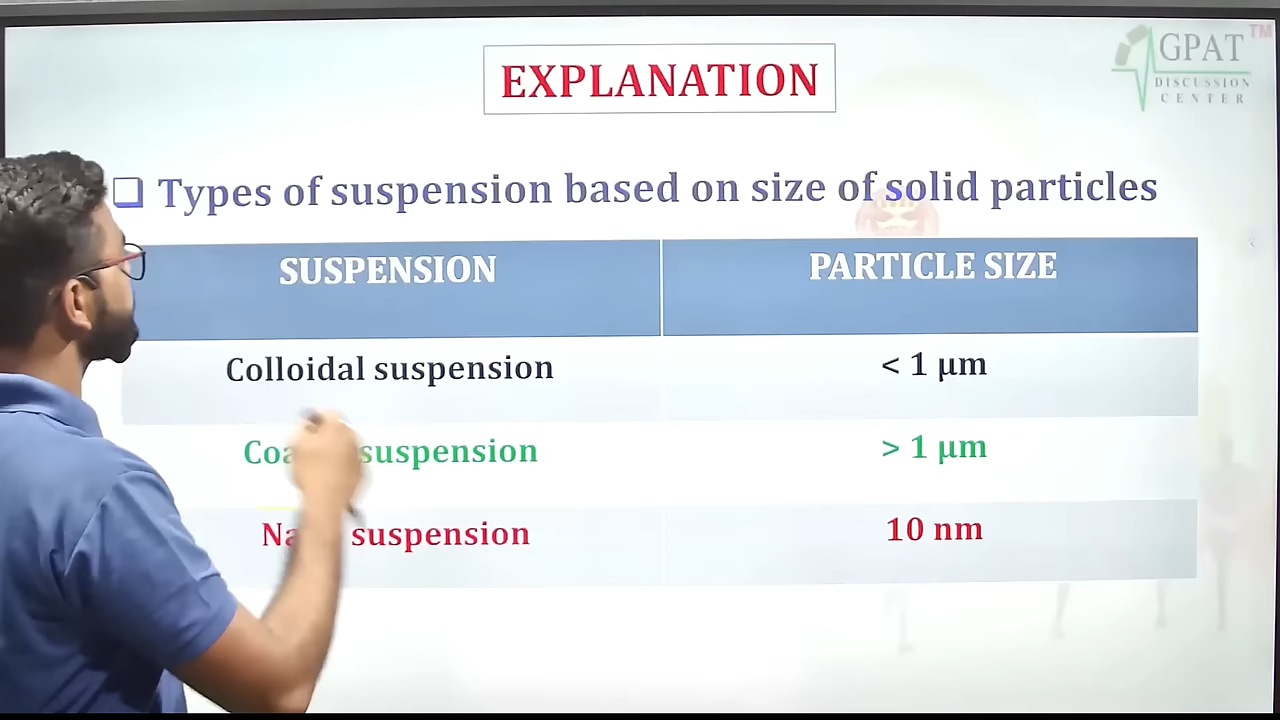 EXPLANATION
GPAT TM
DISCUSSION
CENTER
❑ Types of suspension based on size of solid particles
SUSPENSION PARTICLE SIZE
Colloidal suspension < 1 µm
suspension > 1 µm
suspension 10 nm